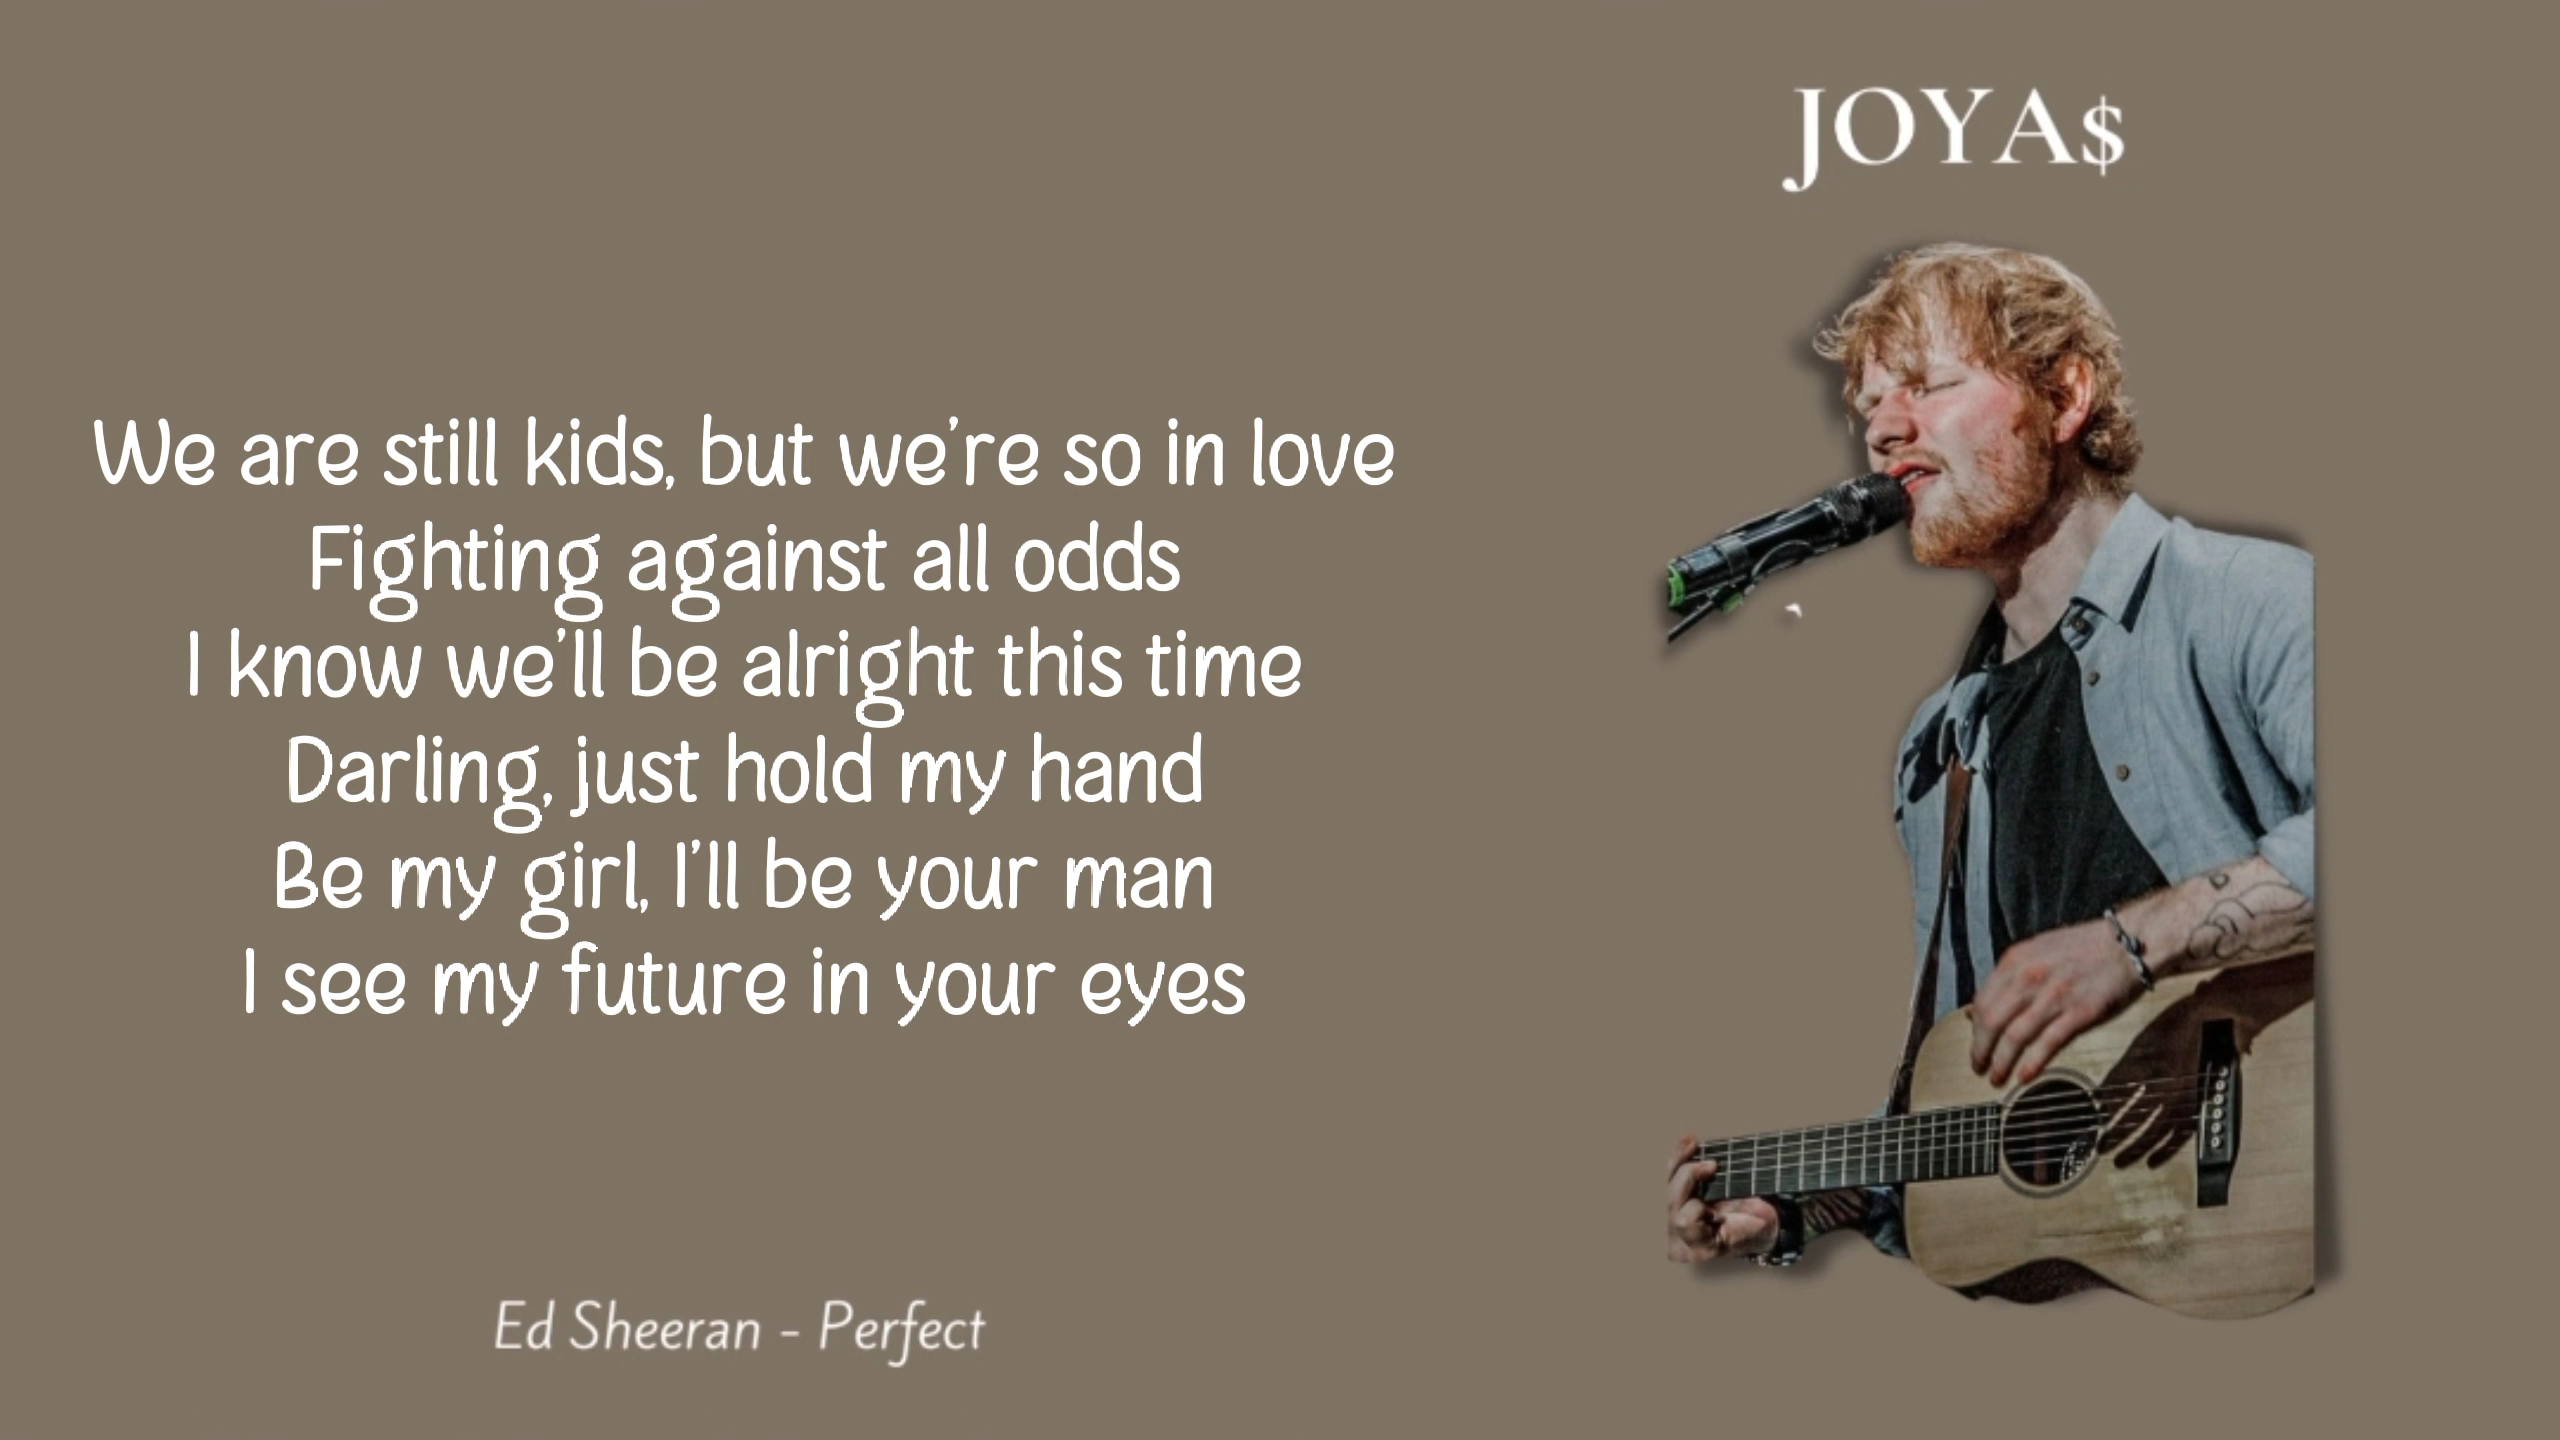 JOYA$
We are still kids, but we're so in love
Fighting against all odds
I know we'll be alright this time
Darling, just hold my hand
Be my girl, I'll be your man
I see my future in your eyes
Ed Sheeran - Perfect